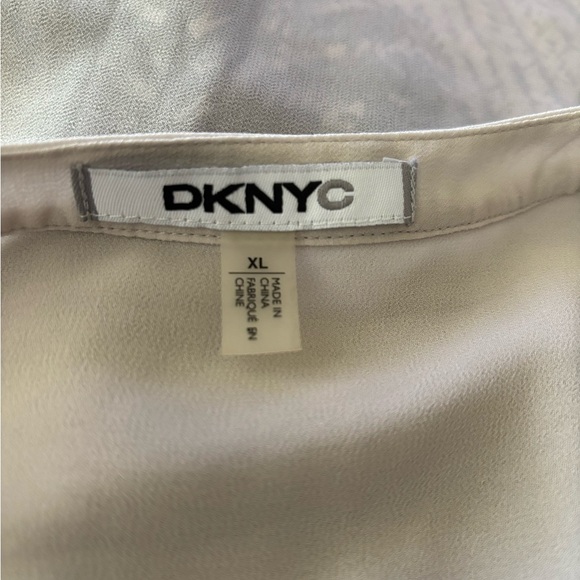 DKNYC
XL
MADE IN
CHINA
FABRIQUÉ EN
CHINE